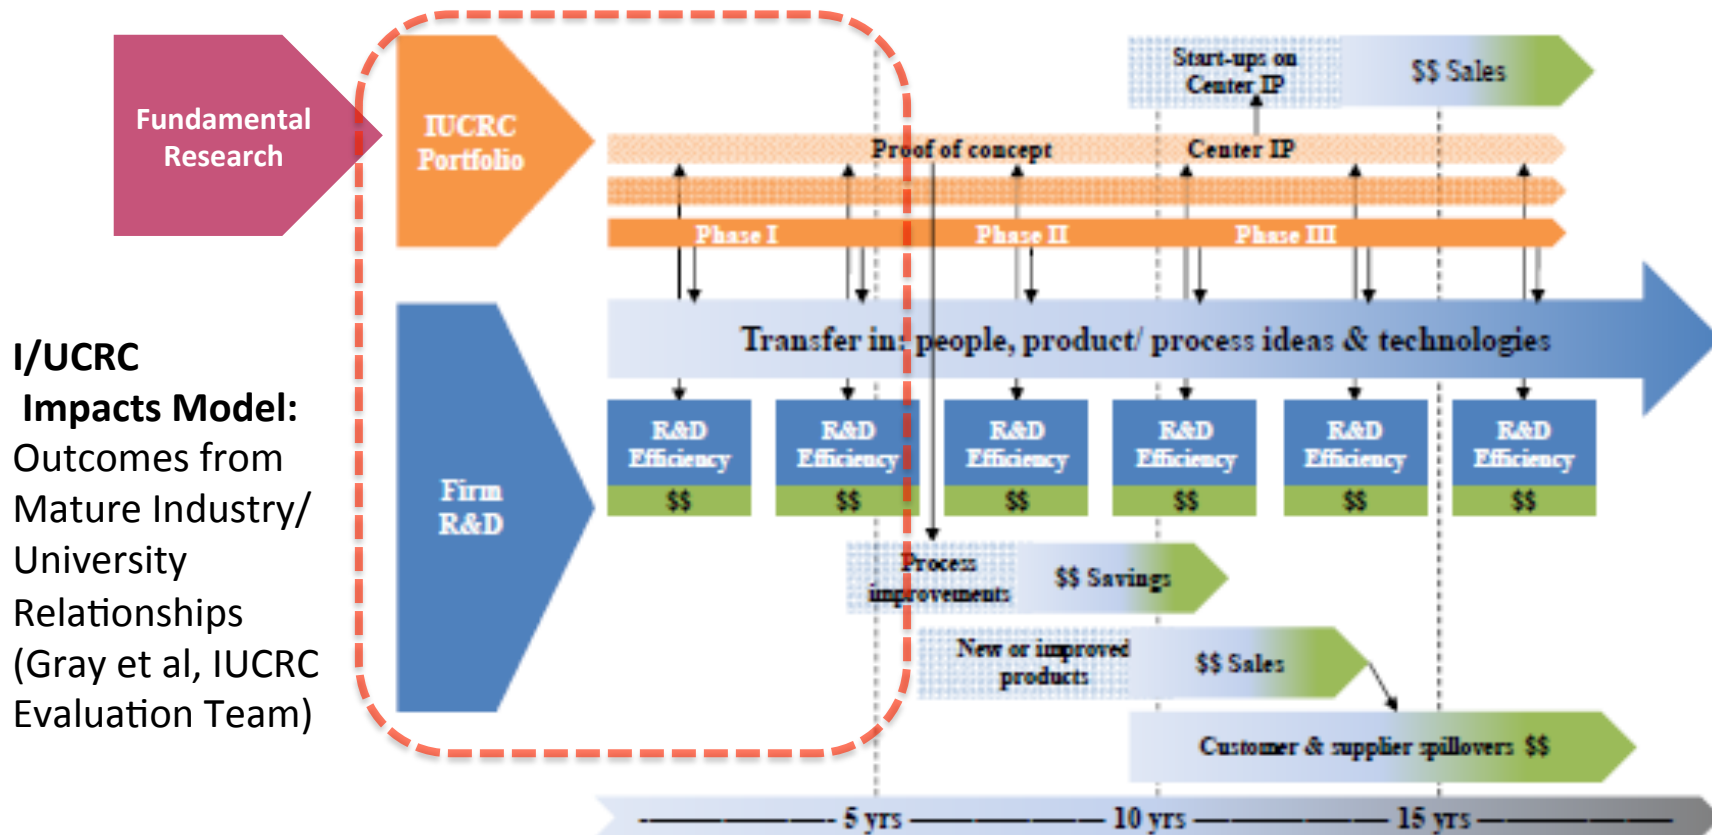 Fundamental
Research
IUCRC
Portfolio
Start-ups on
Center IP
$$ Sales
Proof of concept
Center IP
Phase I
Phase II
Phase III
Transfer in: people, product/ process ideas & technologies
I/UCRC
Impacts Model:
Outcomes from
Mature Industry/
University
Relationships
(Gray et al, IUCRC
Evaluation Team)
Firm
R&D
R&D
Efficiency
$$
R&D
Efficiency
$$
R&D
Efficiency
$$
R&D
Efficiency
$$
R&D
Efficiency
$$
R&D
Efficiency
$$
Process
improvements
$$ Savings
New or improved
products
$$ Sales
Customer & supplier spillovers $$
5 yrs
10 yrs
15 yrs